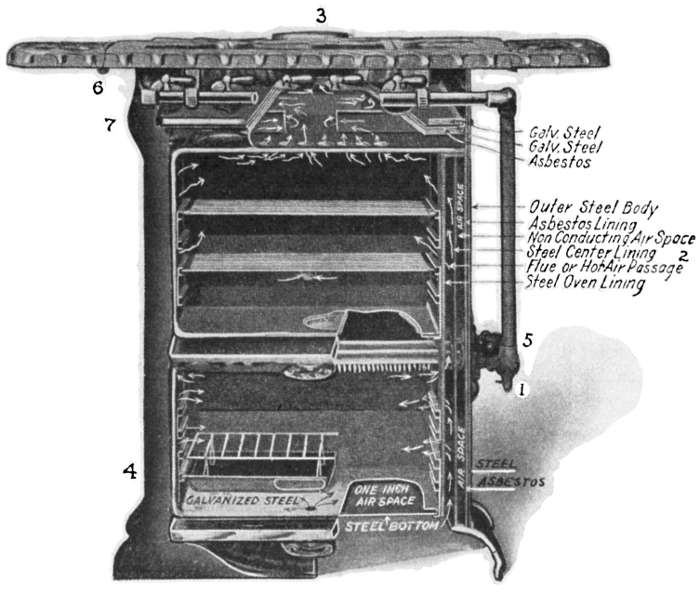 3
6
7
Galv. Steel
Galv. Steel
Asbestos
AIR SPACE
Outer Steel Body
Asbestos Lining
Non Conducting Air Space
Steel Center Lining 2
Flue or Hot Air Passage
Steel Oven Lining
5
1
4
AIR SPACE
STEEL
ASBESTOS
GALVANIZED STEEL
ONE INCH
AIR SPACE
STEEL BOTTOM